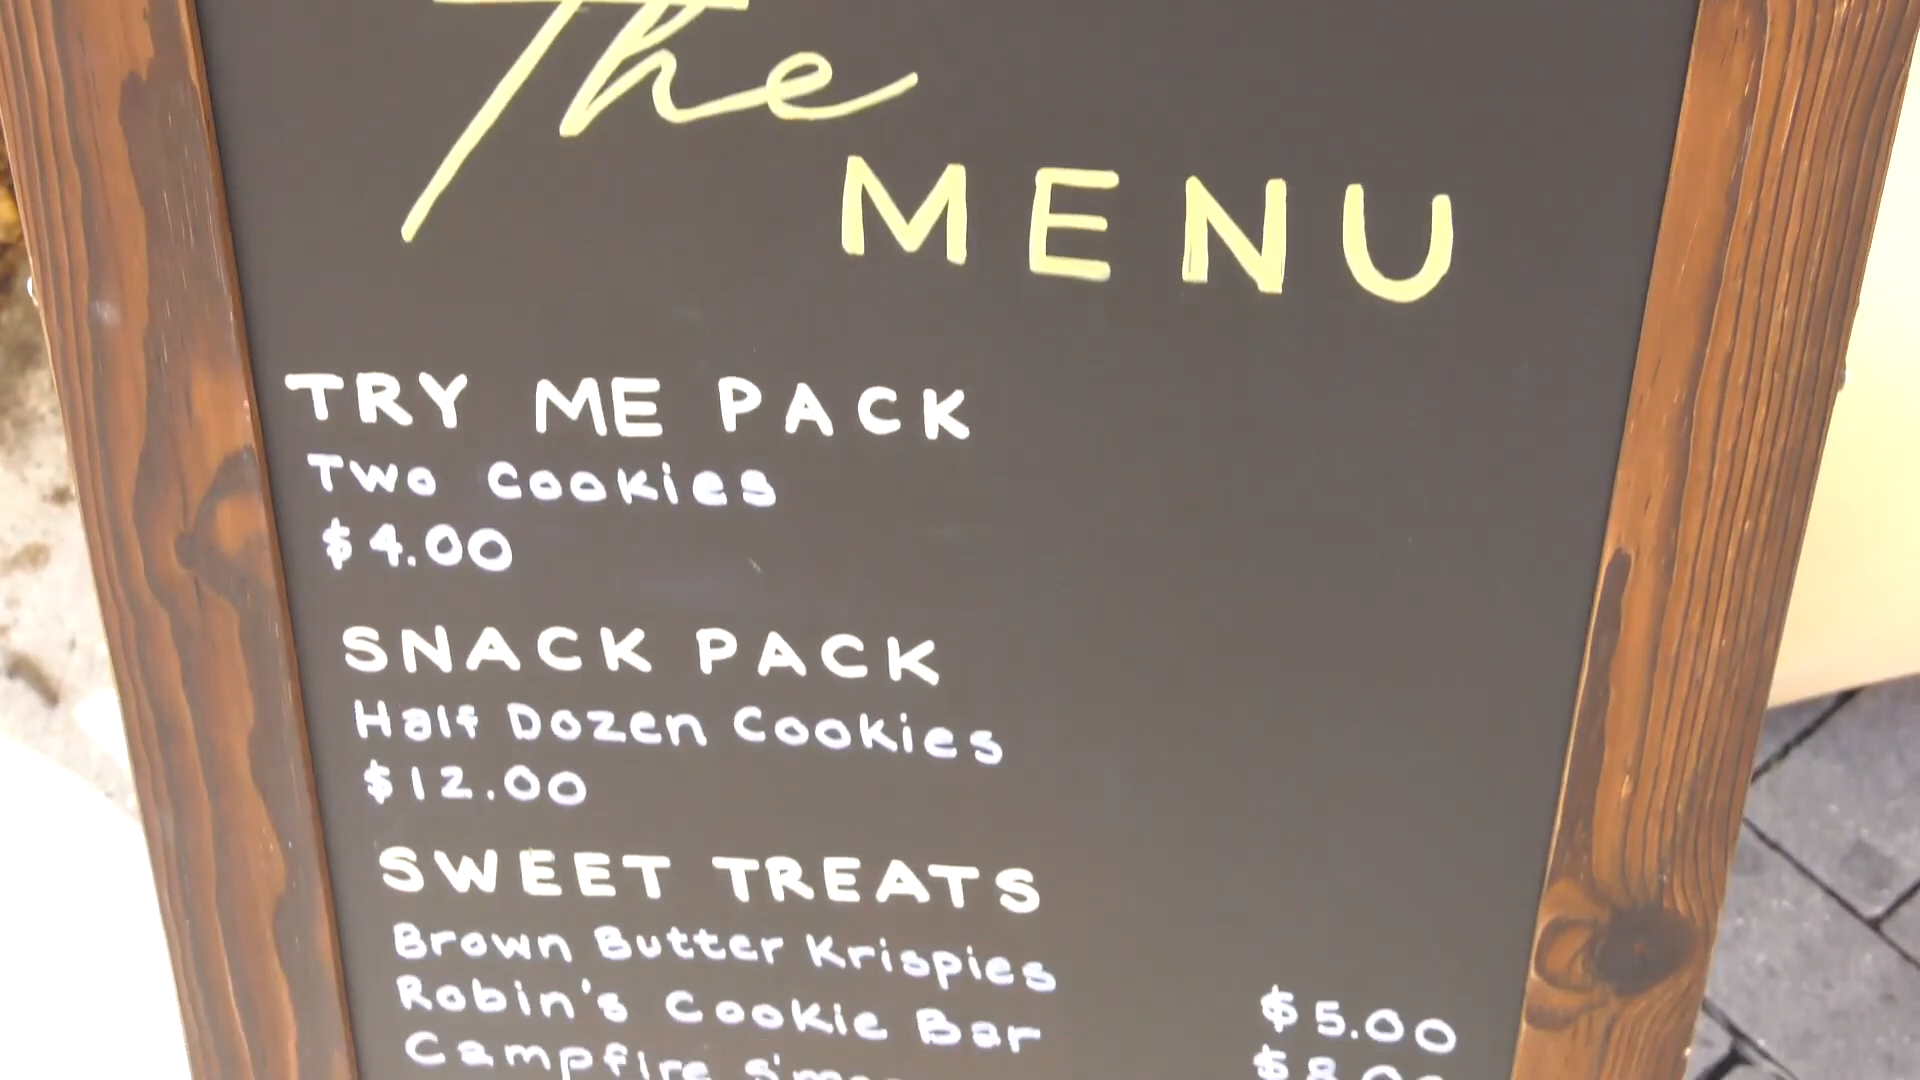 The
MENU
TRY ME PACK
Two Cookies
$4.00
SNACK PACK
Half Dozen Cookies
$12.00
SWEET TREATS
Brown Butter Krispies $5.00
Robin's Cookie Bar
Campfire